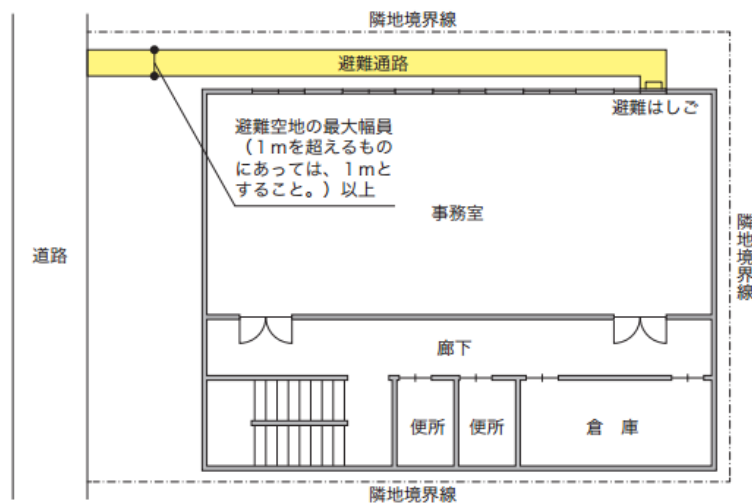 隣地境界線
避難通路
避難はしご
避難空地の最大幅員
（１ｍを超えるもの
にあっては、１ｍと
すること。）以上
事務室
道路
隣地境界線
廊下
便所
便所
倉　庫
隣地境界線